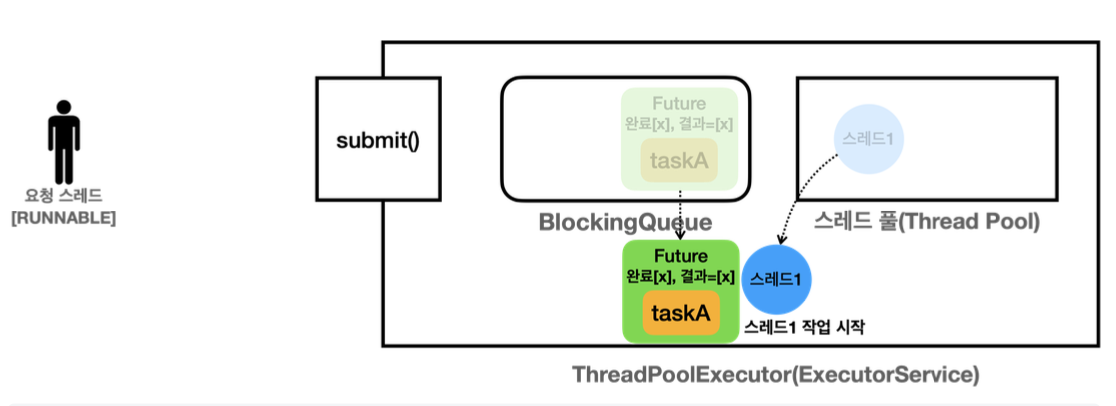 요청 스레드
[RUNNABLE]
submit()
Future
완료[x], 결과=[x]
taskA
BlockingQueue
스레드1
스레드 풀(Thread Pool)
Future
완료[x], 결과=[x]
taskA
스레드1
스레드1 작업 시작
ThreadPoolExecutor(ExecutorService)